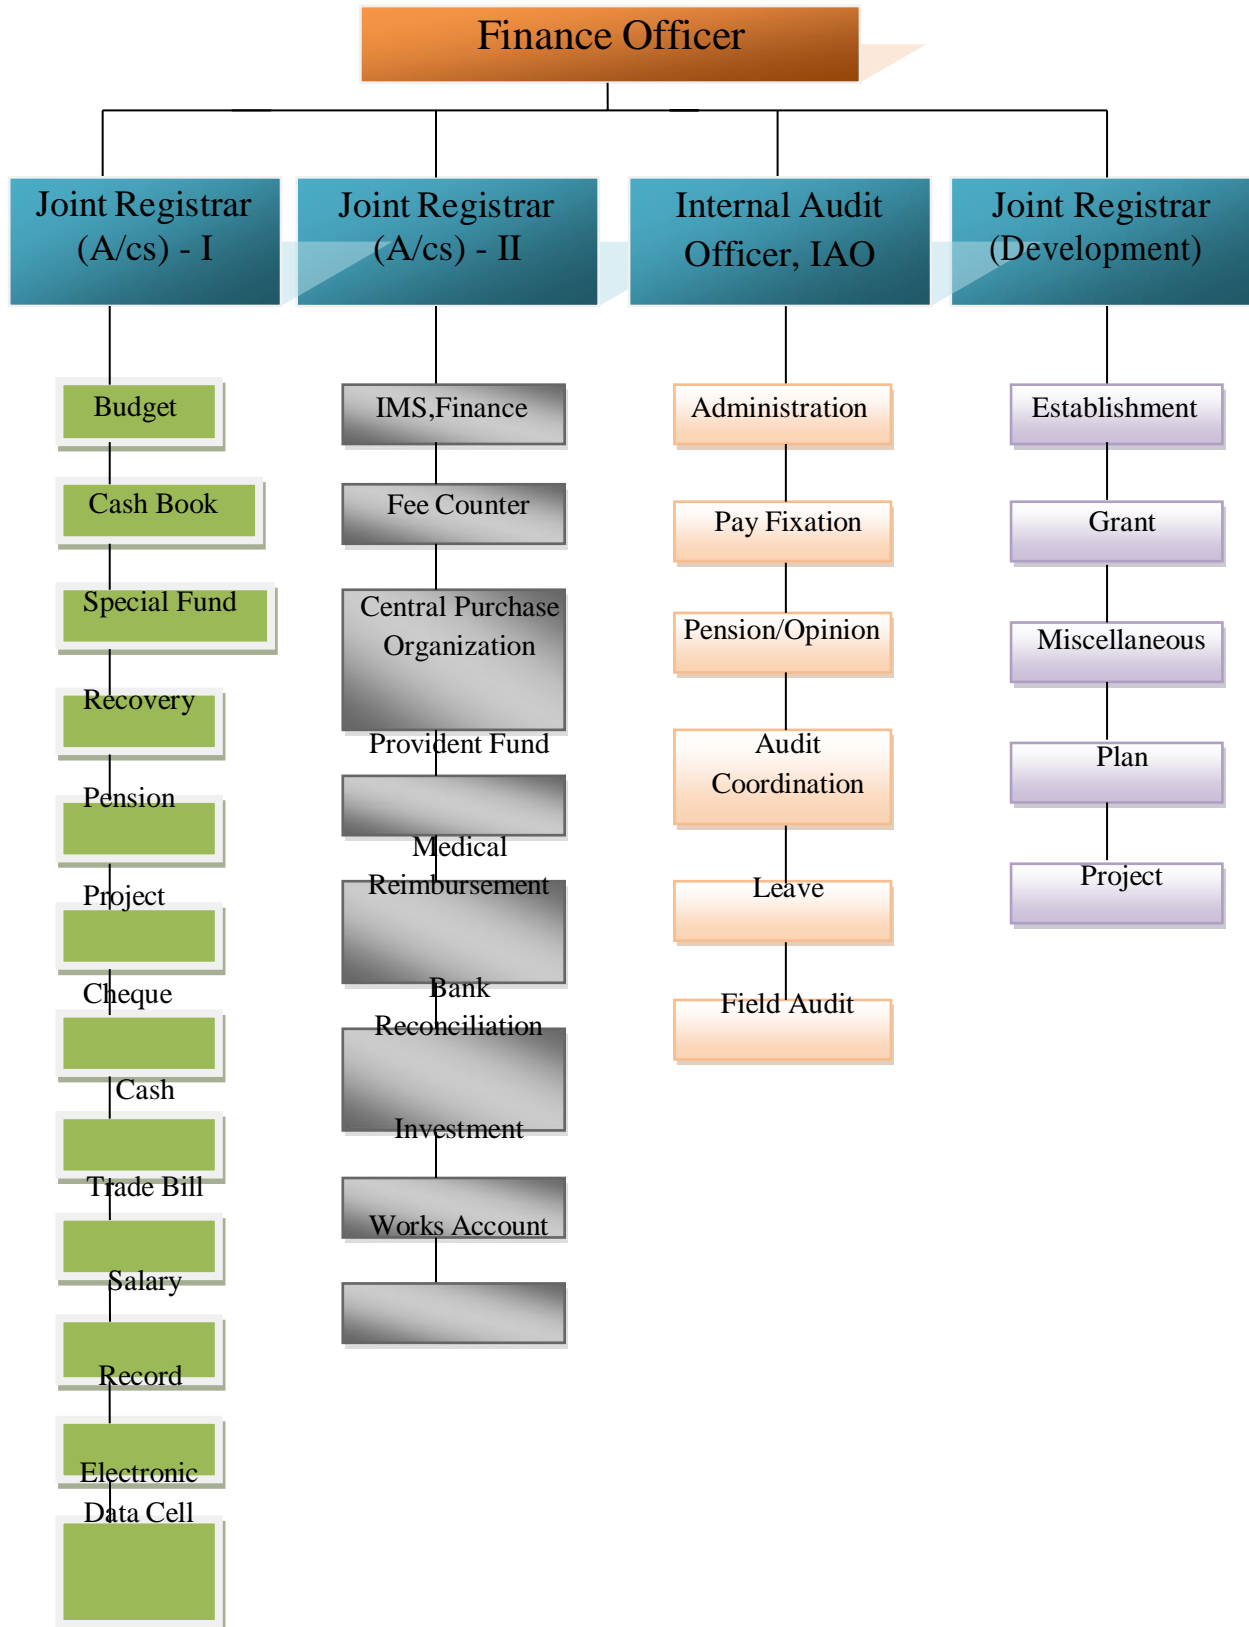 Finance Officer
Joint Registrar
(A/cs) - I
Joint Registrar
(A/cs) - II
Internal Audit
Officer, IAO
Joint Registrar
(Development)
Budget
Cash Book
Special Fund
Recovery
Pension
Project
Cheque
Cash
Trade Bill
Salary
Record
Electronic
Data Cell
IMS,Finance
Fee Counter
Central Purchase
Organization
Provident Fund
Medical
Reimbursement
Bank
Reconciliation
Investment
Works Account
Administration
Pay Fixation
Pension/Opinion
Audit
Coordination
Leave
Field Audit
Establishment
Grant
Miscellaneous
Plan
Project